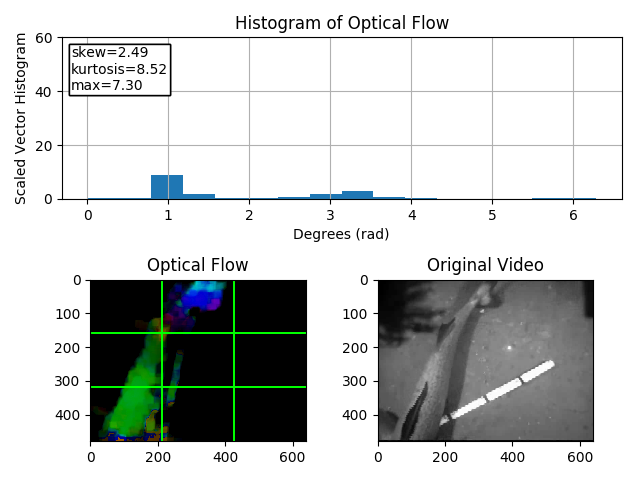 Histogram of Optical Flow
Scaled Vector Histogram
60
40
20
0
skew=2.49
kurtosis=8.52
max=7.30
0 1 2 3 4 5 6
Degrees (rad)
Optical Flow
0
100
200
300
400
0 200 400 600
Original Video
0
100
200
300
400
0 200 400 600